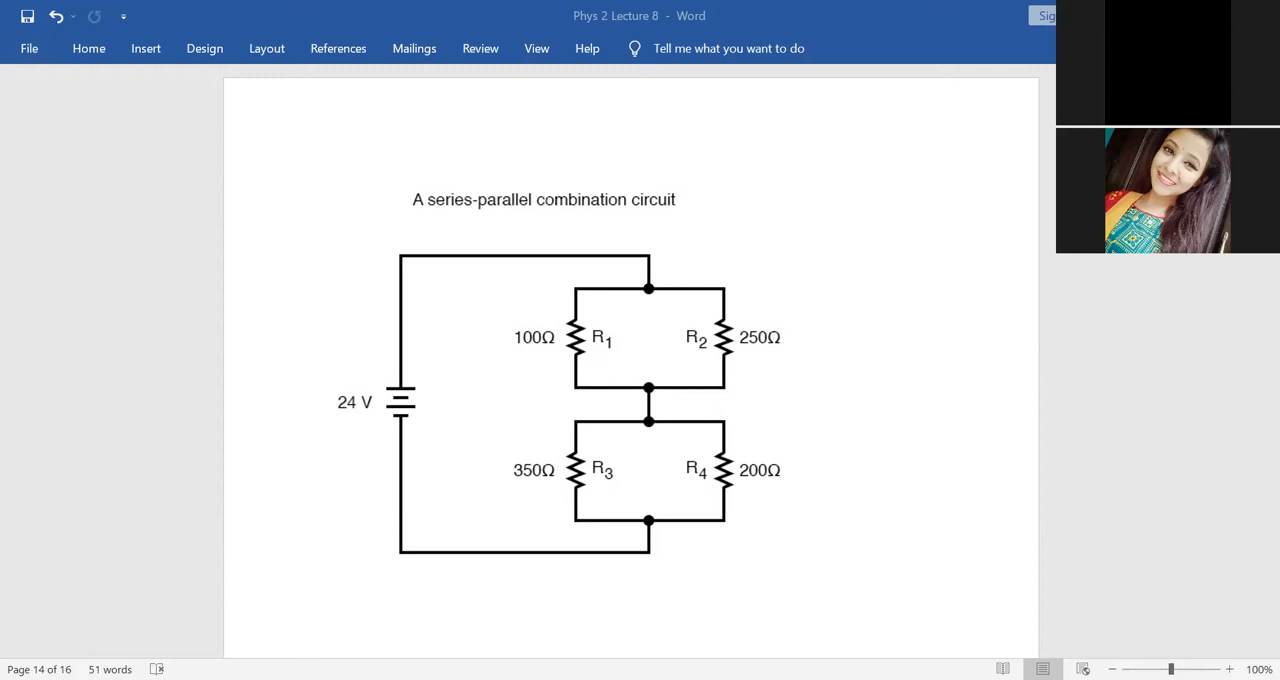 Phys 2 Lecture 8 - Word
Sig
File Home Insert Design Layout References Mailings Review View Help Tell me what you want to do
A series-parallel combination circuit
100Ω R1 R2 250Ω
24 V
350Ω R3 R4 200Ω
Page 14 of 16 51 words 100%